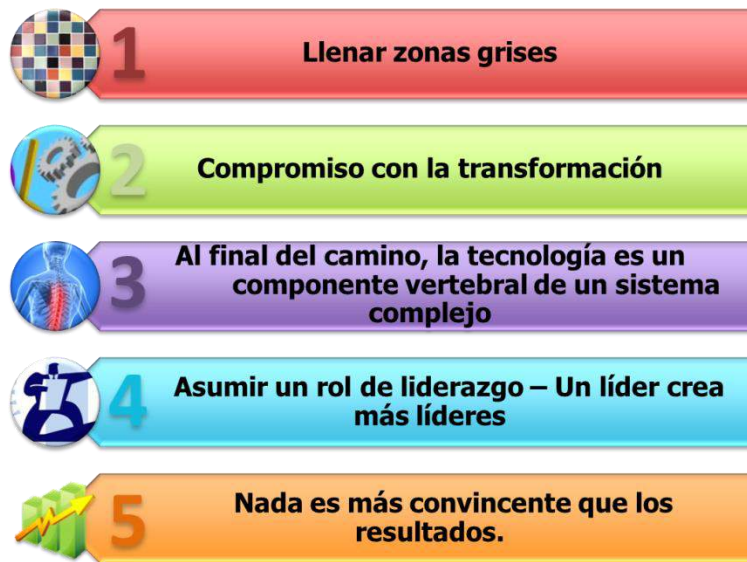 1
Llenar zonas grises
2
Compromiso con la transformación
3
Al final del camino, la tecnología es un
componente vertebral de un sistema
complejo
4
Asumir un rol de liderazgo – Un líder crea
más líderes
5
Nada es más convincente que los
resultados.